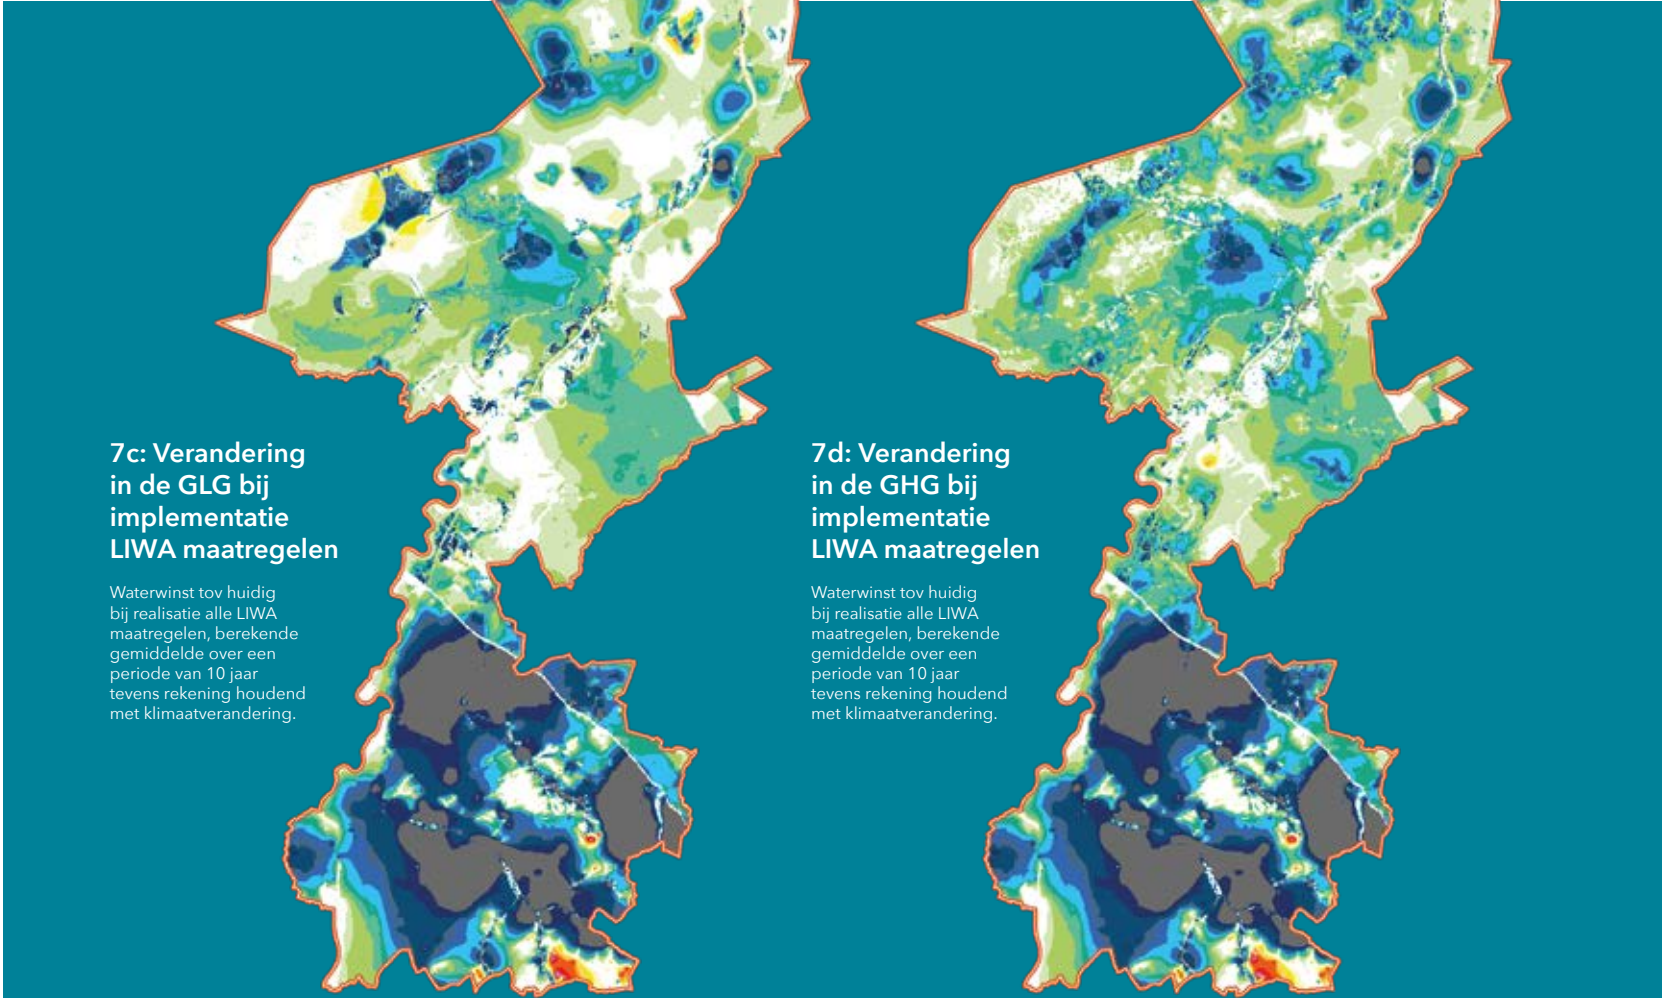 7c: Verandering
in de GLG bij
implementatie
LIWA maatregelen
Waterwinst tov huidig
bij realisatie alle LIWA
maatregelen, berekende
gemiddelde over een
periode van 10 jaar
tevens rekening houdend
met klimaatverandering.
7d: Verandering
in de GHG bij
implementatie
LIWA maatregelen
Waterwinst tov huidig
bij realisatie alle LIWA
maatregelen, berekende
gemiddelde over een
periode van 10 jaar
tevens rekening houdend
met klimaatverandering.